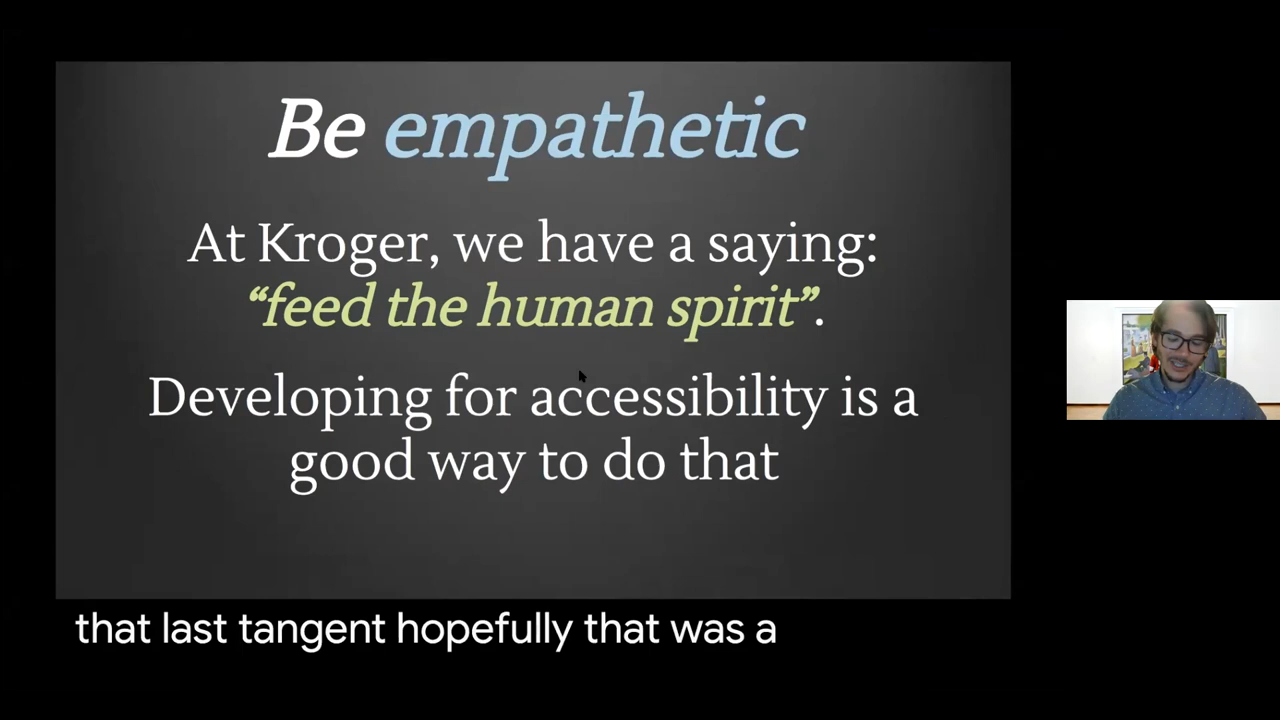 Be empathetic
At Kroger, we have a saying:
“feed the human spirit”.
Developing for accessibility is a
good way to do that
that last tangent hopefully that was a